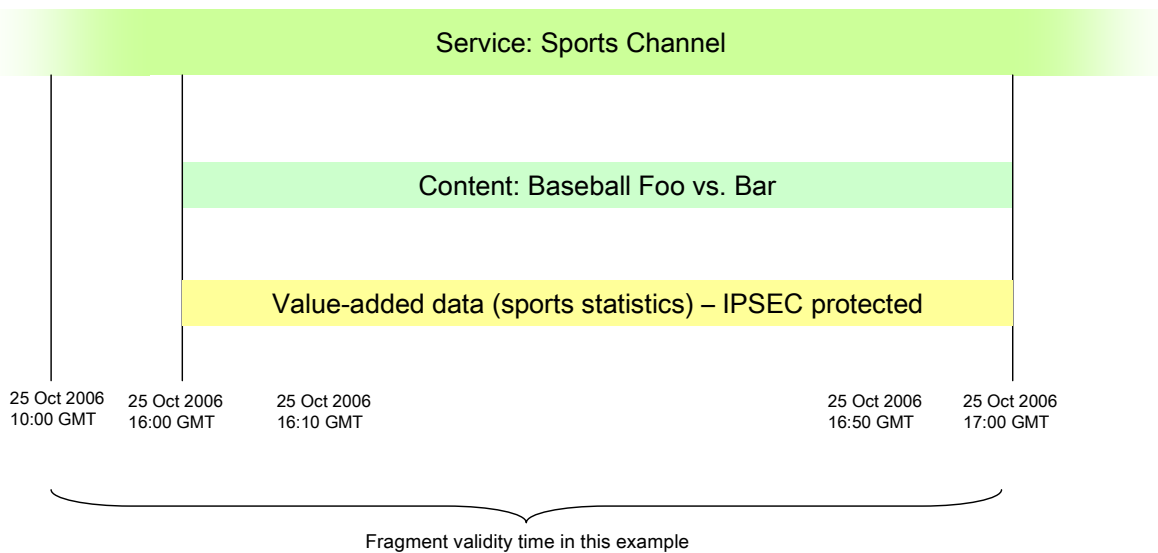 Service: Sports Channel
Content: Baseball Foo vs. Bar
Value-added data (sports statistics) – IPSEC protected
25 Oct 2006
10:00 GMT
25 Oct 2006
16:00 GMT
25 Oct 2006
16:10 GMT
25 Oct 2006
16:50 GMT
25 Oct 2006
17:00 GMT
Fragment validity time in this example